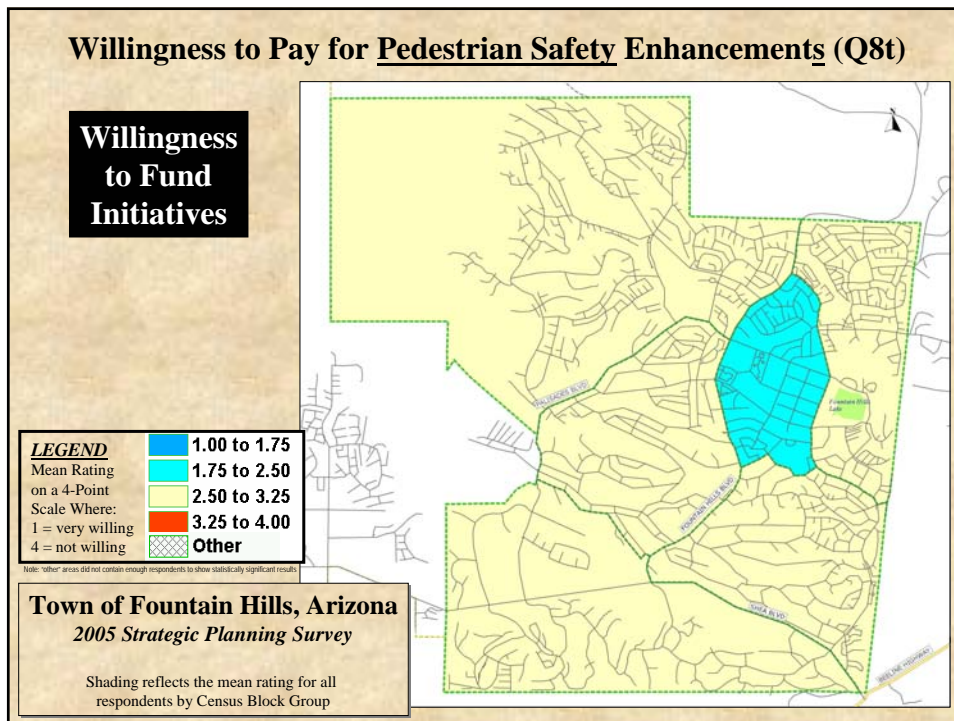 Willingness to Pay for Pedestrian Safety Enhancements (Q8t)
Willingness
to Fund
Initiatives
PALISADES BLVD
Fountain Hills
Lake
FOUNTAIN HILLS BLVD
SHEA BLVD
BEELINE HIGHWAY
LEGEND
Mean Rating
on a 4-Point
Scale Where:
1 = very willing
4 = not willing
1.00 to 1.75
1.75 to 2.50
2.50 to 3.25
3.25 to 4.00
Other
Note: "other" areas did not contain enough respondents to show statistically significant results.
Town of Fountain Hills, Arizona
2005 Strategic Planning Survey
Shading reflects the mean rating for all
respondents by Census Block Group